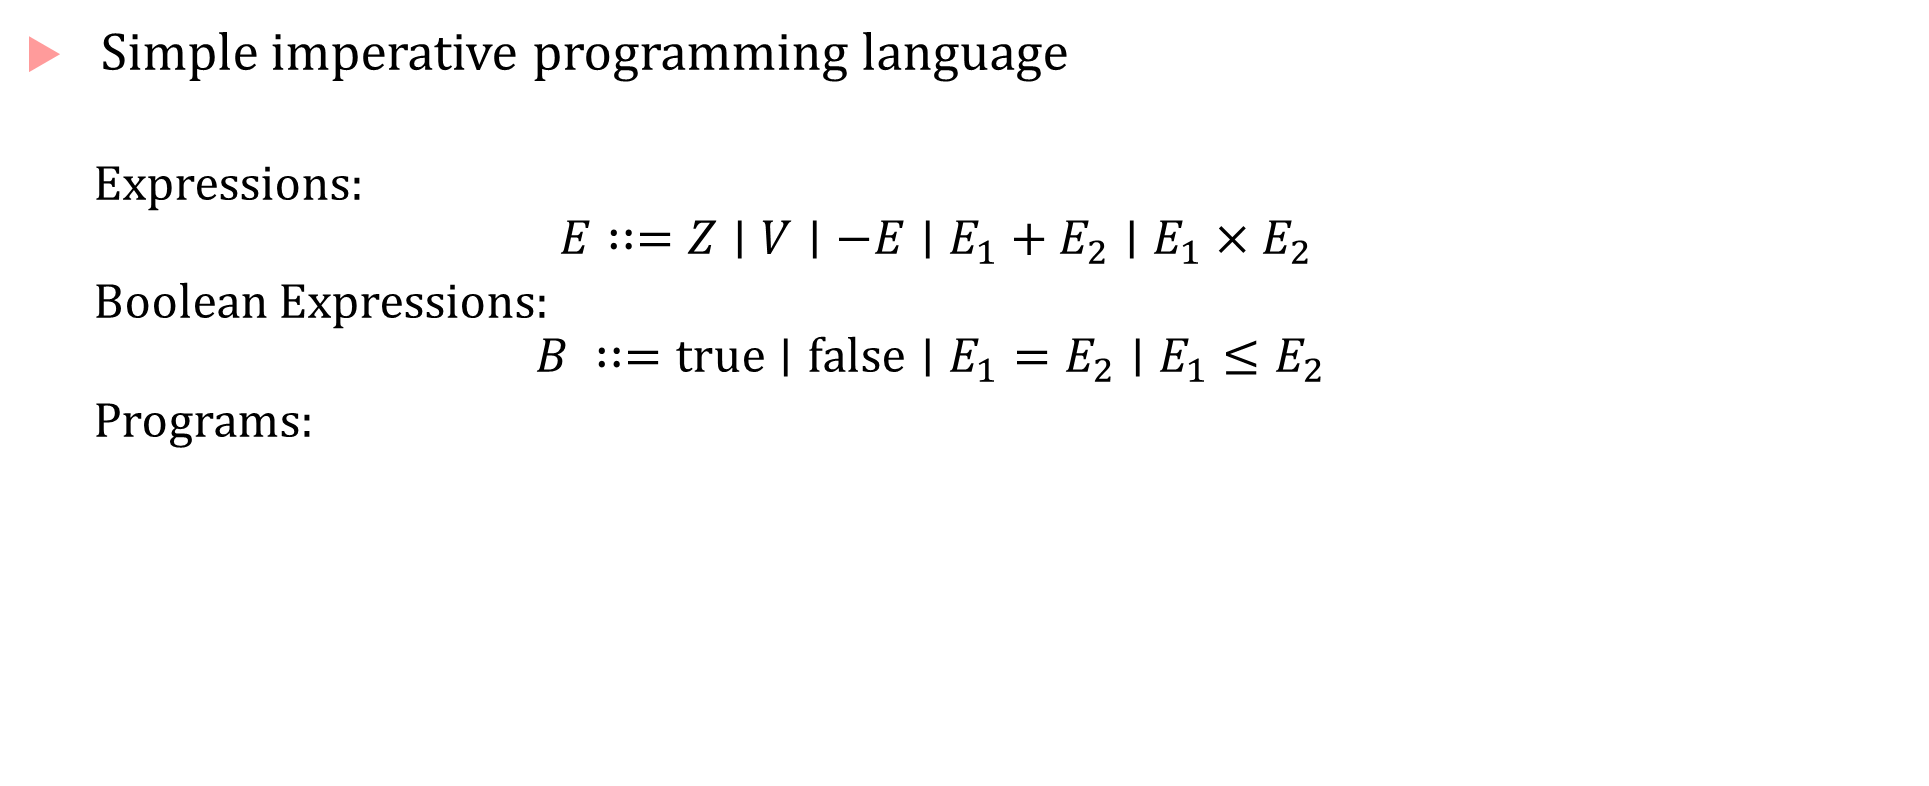 Simple imperative programming language
Expressions:
E ::= Z | V | −E | E₁ + E₂ | E₁ × E₂
Boolean Expressions:
B ::= true | false | E₁ = E₂ | E₁ ≤ E₂
Programs: